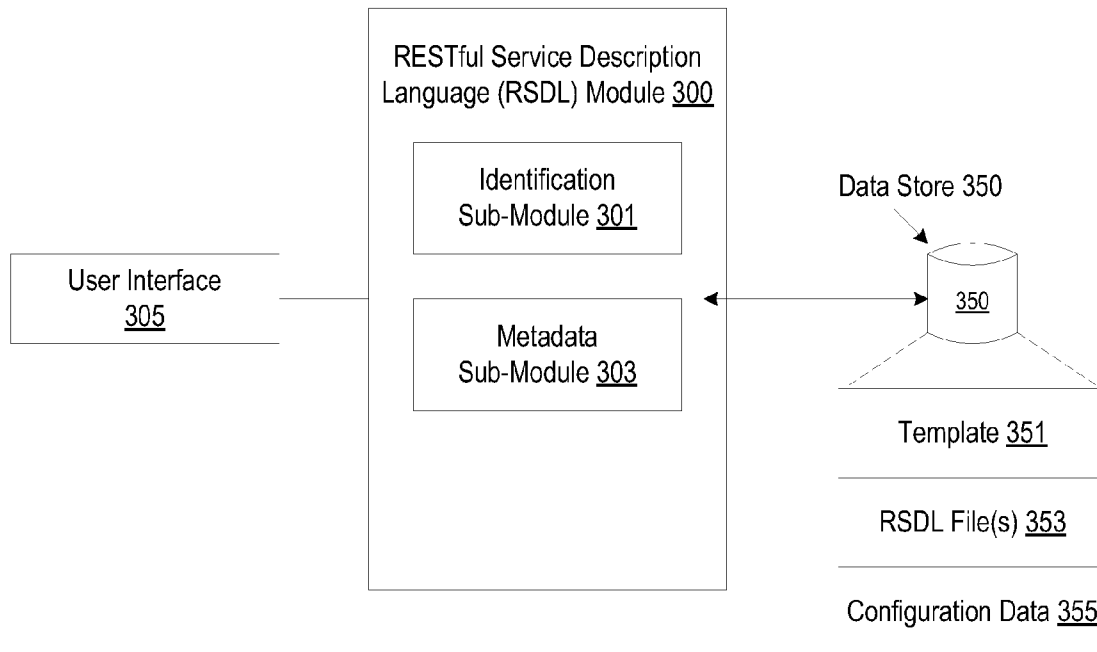 RESTful Service Description
Language (RSDL) Module 300
Identification
Sub-Module 301
Metadata
Sub-Module 303
User Interface
305
Data Store 350
350
Template 351
RSDL File(s) 353
Configuration Data 355